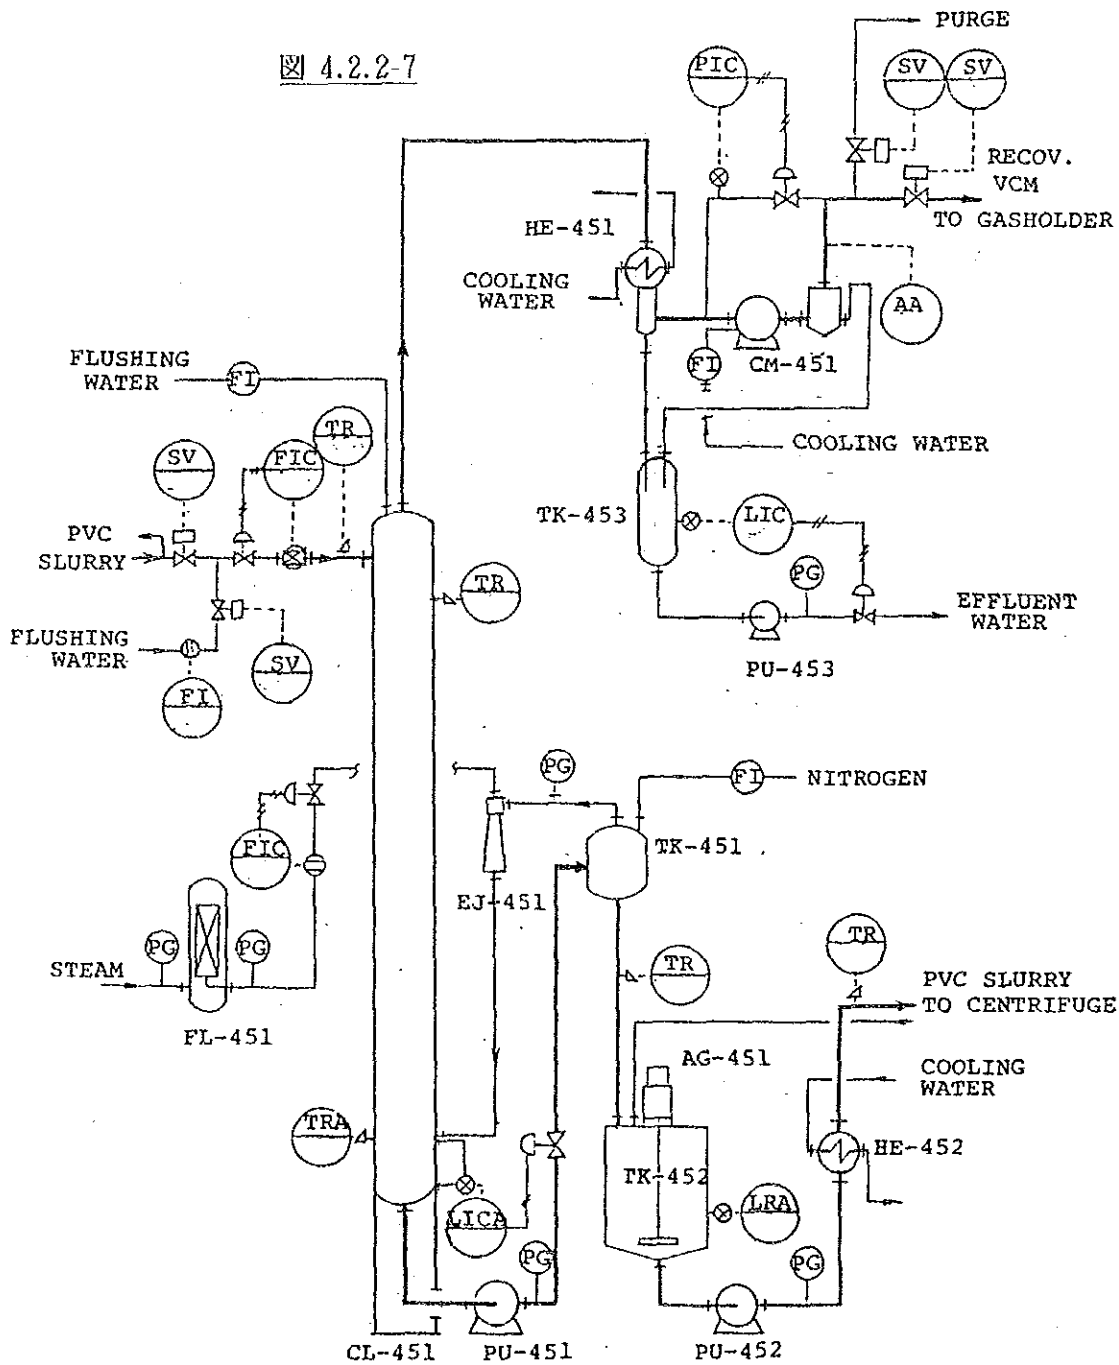 図 4.2.2-7
PURGE
PIC
SV
SV
RECOV.
VCM
TO GASHOLDER
HE-451
COOLING
WATER
AA
FI
CM-451
FLUSHING
WATER
FI
TR
SV
FIC
COOLING WATER
PVC
SLURRY
TK-453
LIC
TR
PG
EFFLUENT
WATER
FLUSHING
WATER
SV
FI
PU-453
PG
FI
NITROGEN
FIC
TK-451
EJ-451
PG
PG
STEAM
TR
TR
PVC SLURRY
TO CENTRIFUGE
FL-451
AG-451
COOLING
WATER
TRA
HE-452
TK-452
LICA
LRA
PG
PG
CL-451
PU-451
PU-452